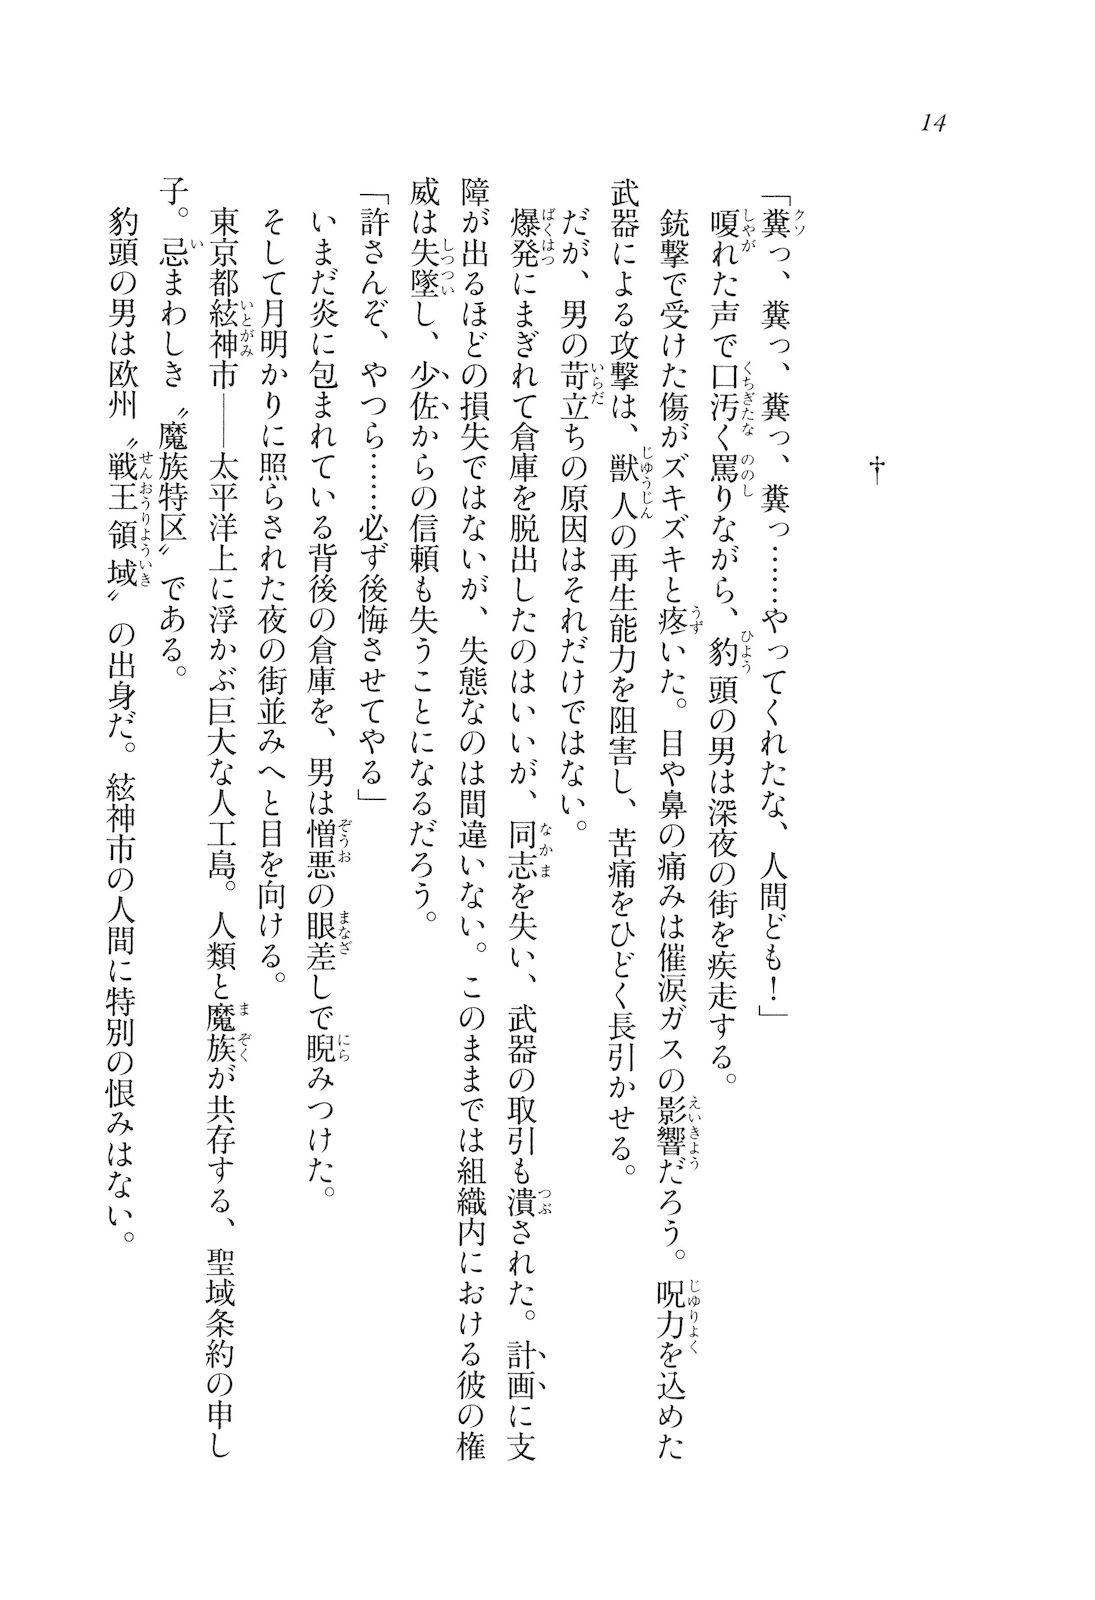 14
†
「糞っ、糞っ、糞っ、糞っ……やってくれたな、人間ども！」
嗄れた声で口汚く罵りながら、豹頭の男は深夜の街を疾走する。
銃撃で受けた傷がズキズキと疼いた。目や鼻の痛みは催涙ガスの影響だろう。呪力を込めた
武器による攻撃は、獣人の再生能力を阻害し、苦痛をひどく長引かせる。
だが、男の苛立ちの原因はそれだけではない。
爆発にまぎれて倉庫を脱出したのはいいが、同志を失い、武器の取引も潰された。計画に支
障が出るほどの損失ではないが、失態なのは間違いない。このままでは組織内における彼の権
威は失墜し、少佐からの信頼も失うことになるだろう。
「許さんぞ、やつら……必ず後悔させてやる」
いまだ炎に包まれている背後の倉庫を、男は憎悪の眼差しで睨みつけた。
そして月明かりに照らされた夜の街並みへと目を向ける。
東京都絃神市――太平洋上に浮かぶ巨大な人工島。人類と魔族が共存する、聖域条約の申し
子。忌まわしき〝魔族特区〟である。
豹頭の男は欧州〝戦王領域〟の出身だ。絃神市の人間に特別の恨みはない。